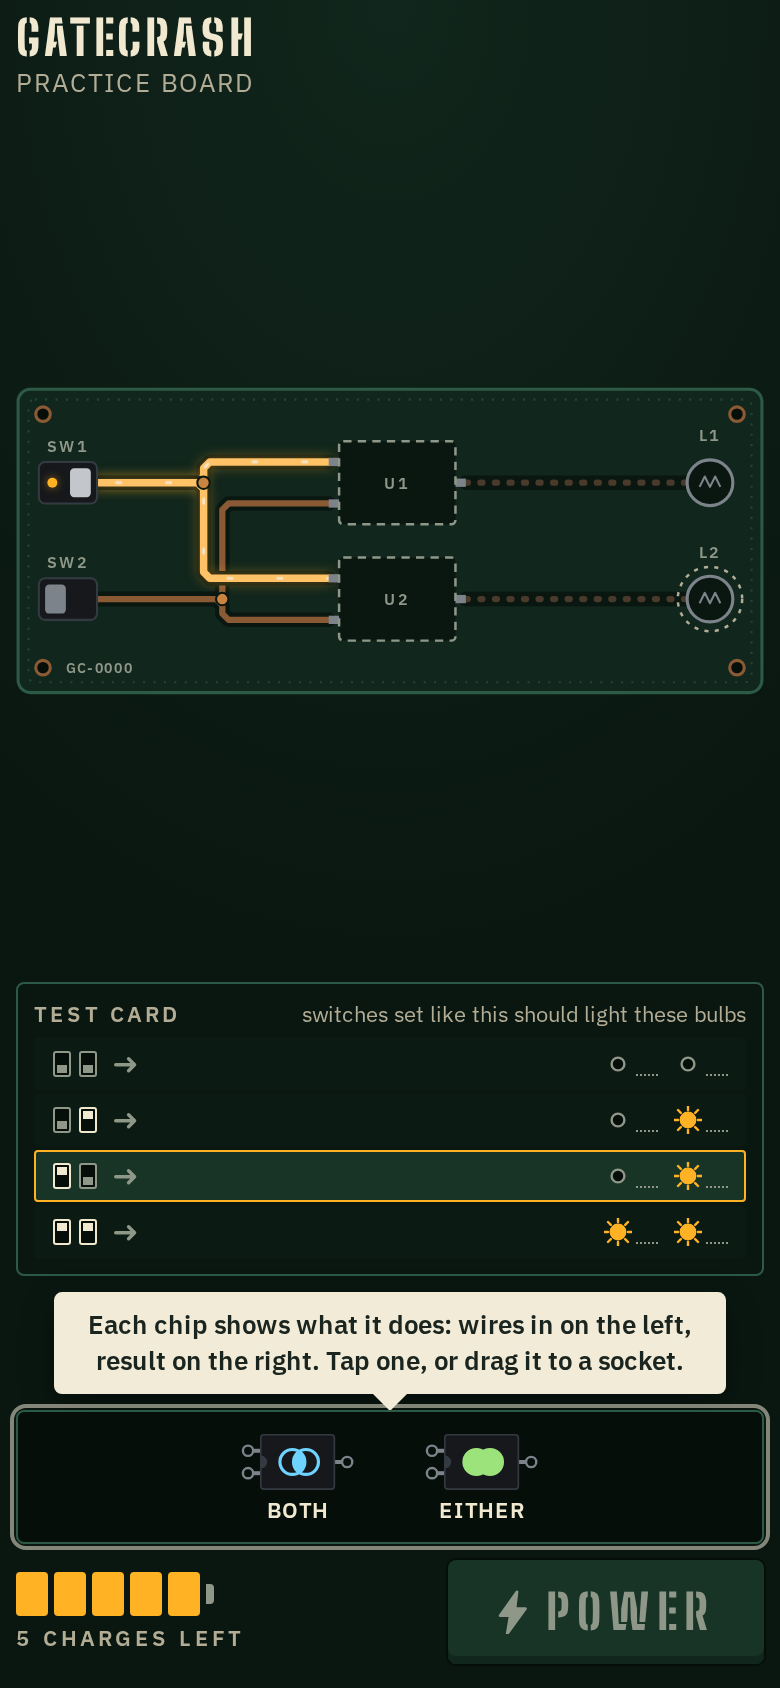 GATECRASH
PRACTICE BOARD
SW1
L1
U1
SW2
L2
U2
GC-0000
TEST CARD
switches set like this should light these bulbs
Each chip shows what it does: wires in on the left,
result on the right. Tap one, or drag it to a socket.
BOTH
EITHER
5 CHARGES LEFT
POWER